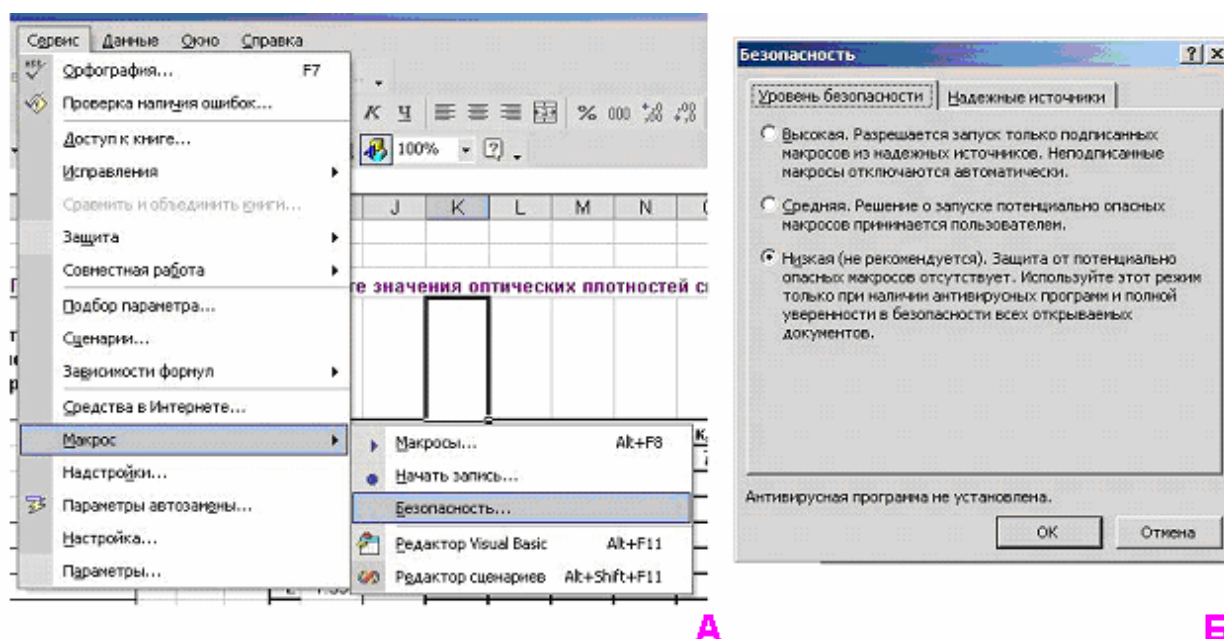 Сервис Данные Окно Справка
Орфография... F7
Проверка наличия ошибок...
Доступ к книге...
Исправления
Сравнить и объединить книги...
Защита
Совместная работа
Подбор параметра...
Сценарии...
Зависимости формул
Средства в Интернете...
Макрос
Надстройки...
Параметры автозамены...
Настройка...
Параметры...
К Ч % 000
100%
J K L M N
те значения оптических плотностей
Макросы... Alt+F8
Начать запись...
Безопасность...
Редактор Visual Basic Alt+F11
Редактор сценариев Alt+Shift+F11
А
Безопасность
Уровень безопасности Надежные источники
Высокая. Разрешается запуск только подписанных
макросов из надежных источников. Неподписанные
макросы отключаются автоматически.
Средняя. Решение о запуске потенциально опасных
макросов принимается пользователем.
Низкая (не рекомендуется). Защита от потенциально
опасных макросов отсутствует. Используйте этот режим
только при наличии антивирусных программ и полной
уверенности в безопасности всех открываемых
документов.
Антивирусная программа не установлена.
ОК Отмена